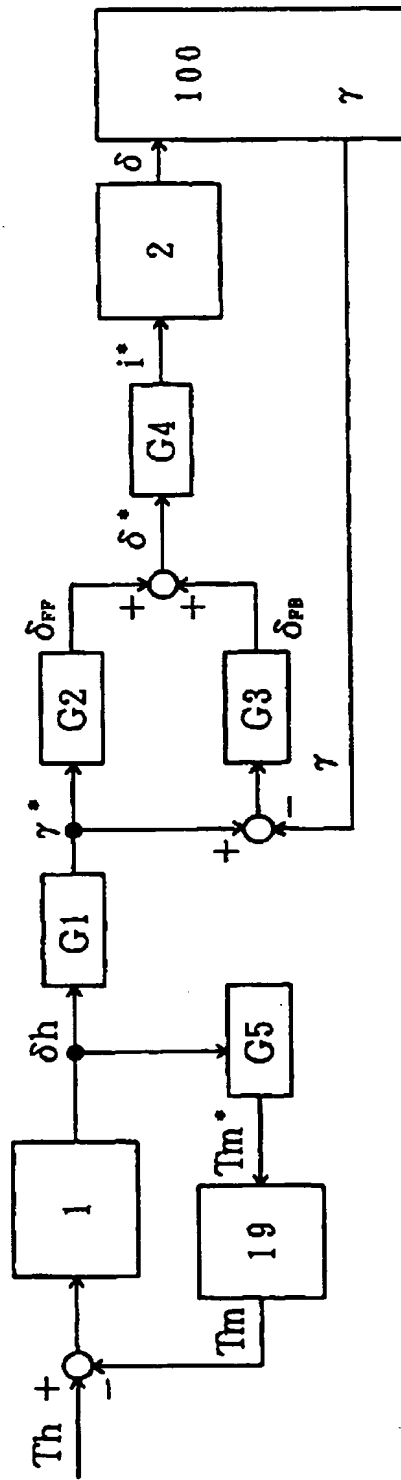 Th
+
-
1
δh
G1
γ*
G2
δFF
+
+
δ*
G4
i*
2
δ
100
γ
G5
Tm*
19
Tm
+
-
G3
δFB
γ